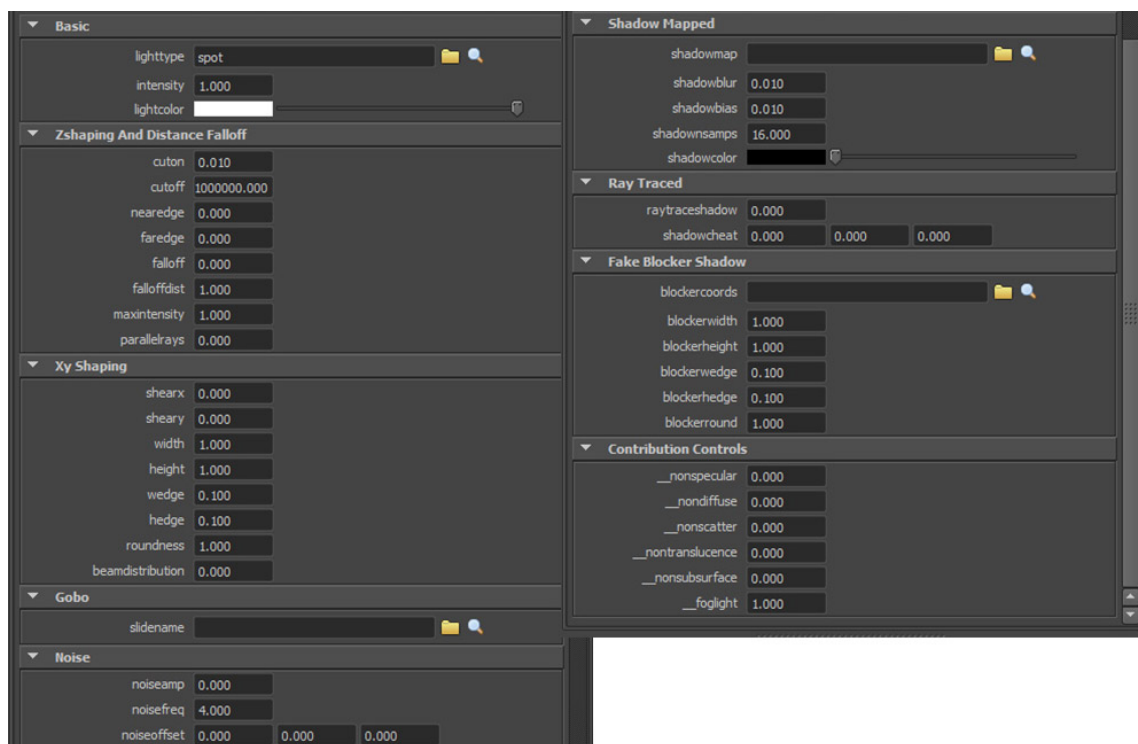 Basic
lighttype spot
intensity 1.000
lightcolor
Zshaping And Distance Falloff
cuton 0.010
cutoff 1000000.000
nearedge 0.000
faredge 0.000
falloff 0.000
falloffdist 1.000
maxintensity 1.000
parallelrays 0.000
Xy Shaping
shearx 0.000
sheary 0.000
width 1.000
height 1.000
wedge 0.100
hedge 0.100
roundness 1.000
beamdistribution 0.000
Gobo
slidename
Noise
noiseamp 0.000
noisefreq 4.000
noiseoffset 0.000 0.000 0.000
Shadow Mapped
shadowmap
shadowblur 0.010
shadowbias 0.010
shadownsamps 16.000
shadowcolor
Ray Traced
raytraceshadow 0.000
shadowcheat 0.000 0.000 0.000
Fake Blocker Shadow
blockercoords
blockerwidth 1.000
blockerheight 1.000
blockerwedge 0.100
blockerhedge 0.100
blockerround 1.000
Contribution Controls
__nonspecular 0.000
__nondiffuse 0.000
__nonscatter 0.000
__nontranslucence 0.000
__nonsubsurface 0.000
__foglight 1.000